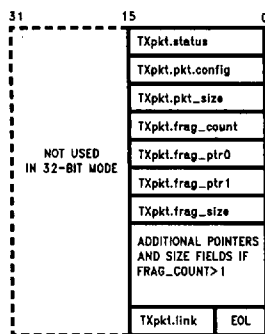 31 15 0
TXpkt.status
TXpkt.pkt.config
TXpkt.pkt_size
TXpkt.frag_count
NOT USED
IN 32-BIT MODE
TXpkt.frag_ptr0
TXpkt.frag_ptr1
TXpkt.frag_size
ADDITIONAL POINTERS
AND SIZE FIELDS IF
FRAG_COUNT>1
TXpkt.link EOL